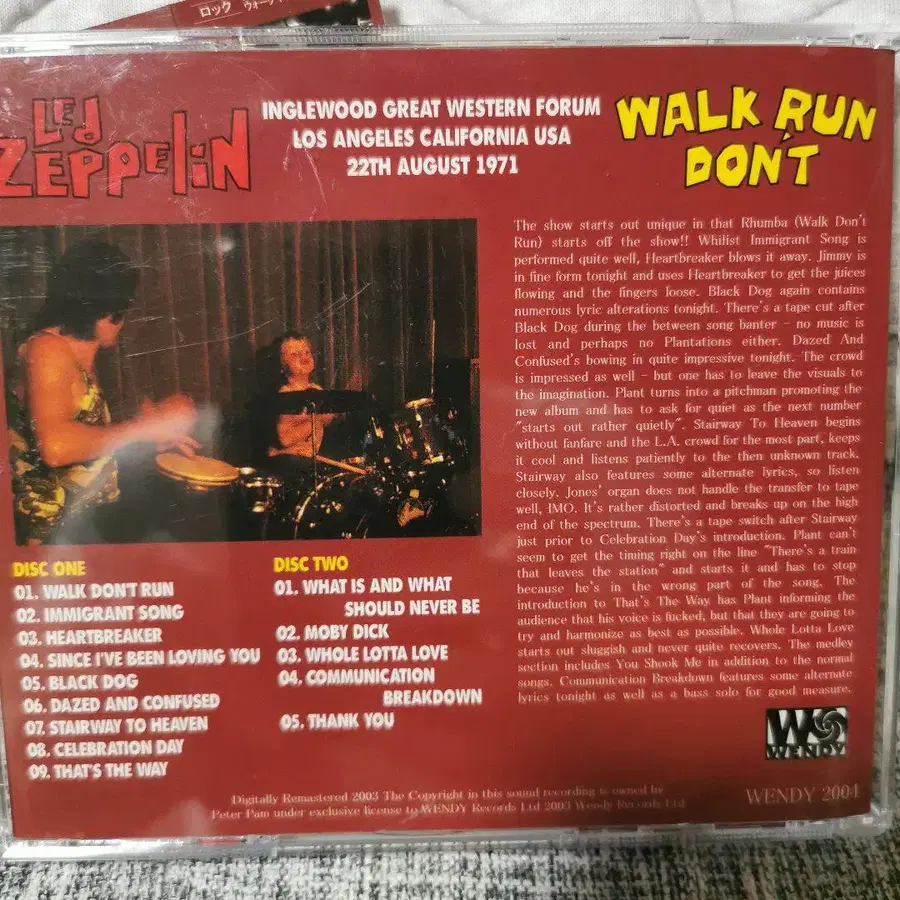 ロック
LEd ZEPPELIN
INGLEWOOD GREAT WESTERN FORUM
LOS ANGELES CALIFORNIA USA
22TH AUGUST 1971
WALK RUN
DON'T
The show starts out unique in that Rhumba (Walk Don't
Run) starts off the show!! Whilist Immigrant Song is
performed quite well, Heartbreaker blows it away. Jimmy is
in fine form tonight and uses Heartbreaker to get the juices
flowing and the fingers loose. Black Dog again contains
numerous lyric alterations tonight. There's a tape cut after
Black Dog during the between song banter - no music is
lost and perhaps no Plantations either. Dazed And
Confused's bowing in quite impressive tonight. The crowd
is impressed as well - but one has to leave the visuals to
the imagination. Plant turns into a pitchman promoting the
new album and has to ask for quiet as the next number
"starts out rather quietly". Stairway To Heaven begins
without fanfare and the L.A. crowd for the most part, keeps
it cool and listens patiently to the then unknown track.
Stairway also features some alternate lyrics, so listen
closely. Jones' organ does not handle the transfer to tape
well, IMO. It's rather distorted and breaks up on the high
end of the spectrum. There's a tape switch after Stairway
just prior to Celebration Day's introduction. Plant can't
seem to get the timing right on the line "There's a train
that leaves the station" and starts it and has to stop
because he's in the wrong part of the song. The
introduction to That's The Way has Plant informing the
audience that his voice is fucked, but that they are going to
try and harmonize as best as possible. Whole Lotta Love
starts out sluggish and never quite recovers. The medley
section includes You Shook Me in addition to the normal
songs. Communication Breakdown features some alternate
lyrics tonight as well as a bass solo for good measure.
DISC ONE
01. WALK DON'T RUN
02. IMMIGRANT SONG
03. HEARTBREAKER
04. SINCE I'VE BEEN LOVING YOU
05. BLACK DOG
06. DAZED AND CONFUSED
07. STAIRWAY TO HEAVEN
08. CELEBRATION DAY
09. THAT'S THE WAY
DISC TWO
01. WHAT IS AND WHAT
SHOULD NEVER BE
02. MOBY DICK
03. WHOLE LOTTA LOVE
04. COMMUNICATION
BREAKDOWN
05. THANK YOU
W
WENDY
Digitally Remastered 2003 The Copyright in this sound recording is owned by
Peter Pam under exclusive license to WENDY Records Ltd 2003 Wendy Records Ltd
WENDY 2004